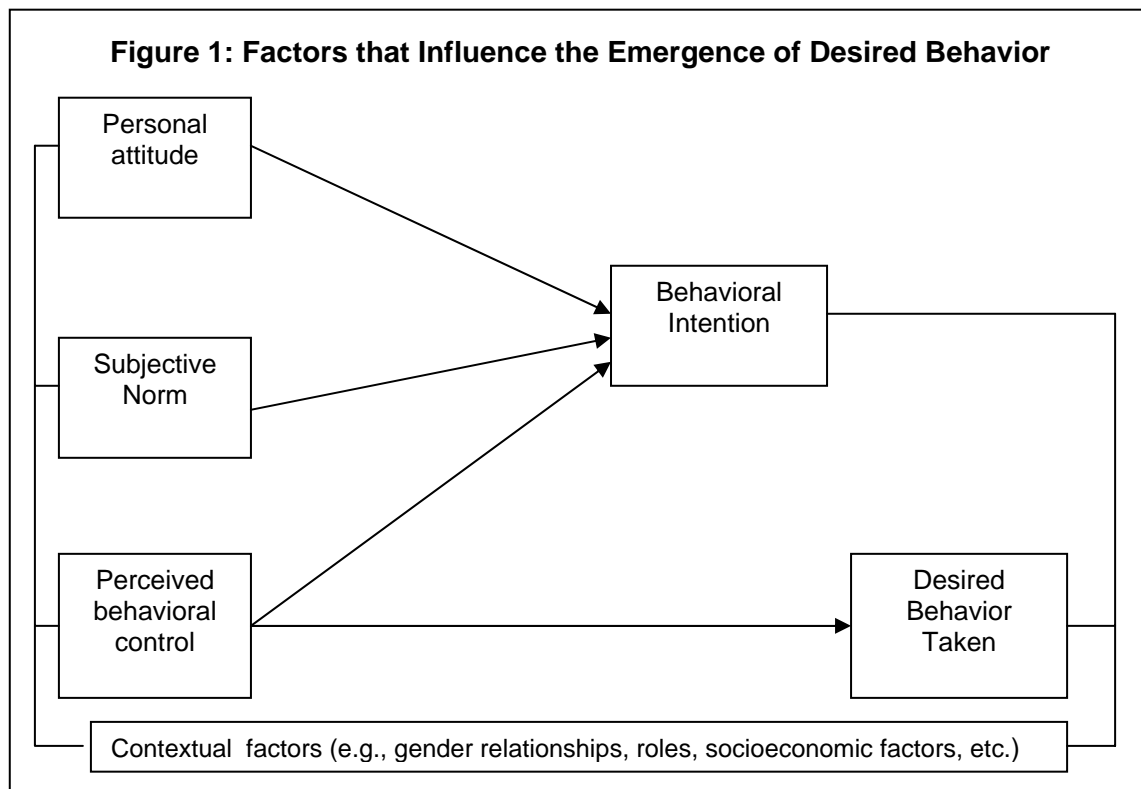 Figure 1: Factors that Influence the Emergence of Desired Behavior
Personal
attitude
Behavioral
Intention
Subjective
Norm
Perceived
behavioral
control
Desired
Behavior
Taken
Contextual factors (e.g., gender relationships, roles, socioeconomic factors, etc.)